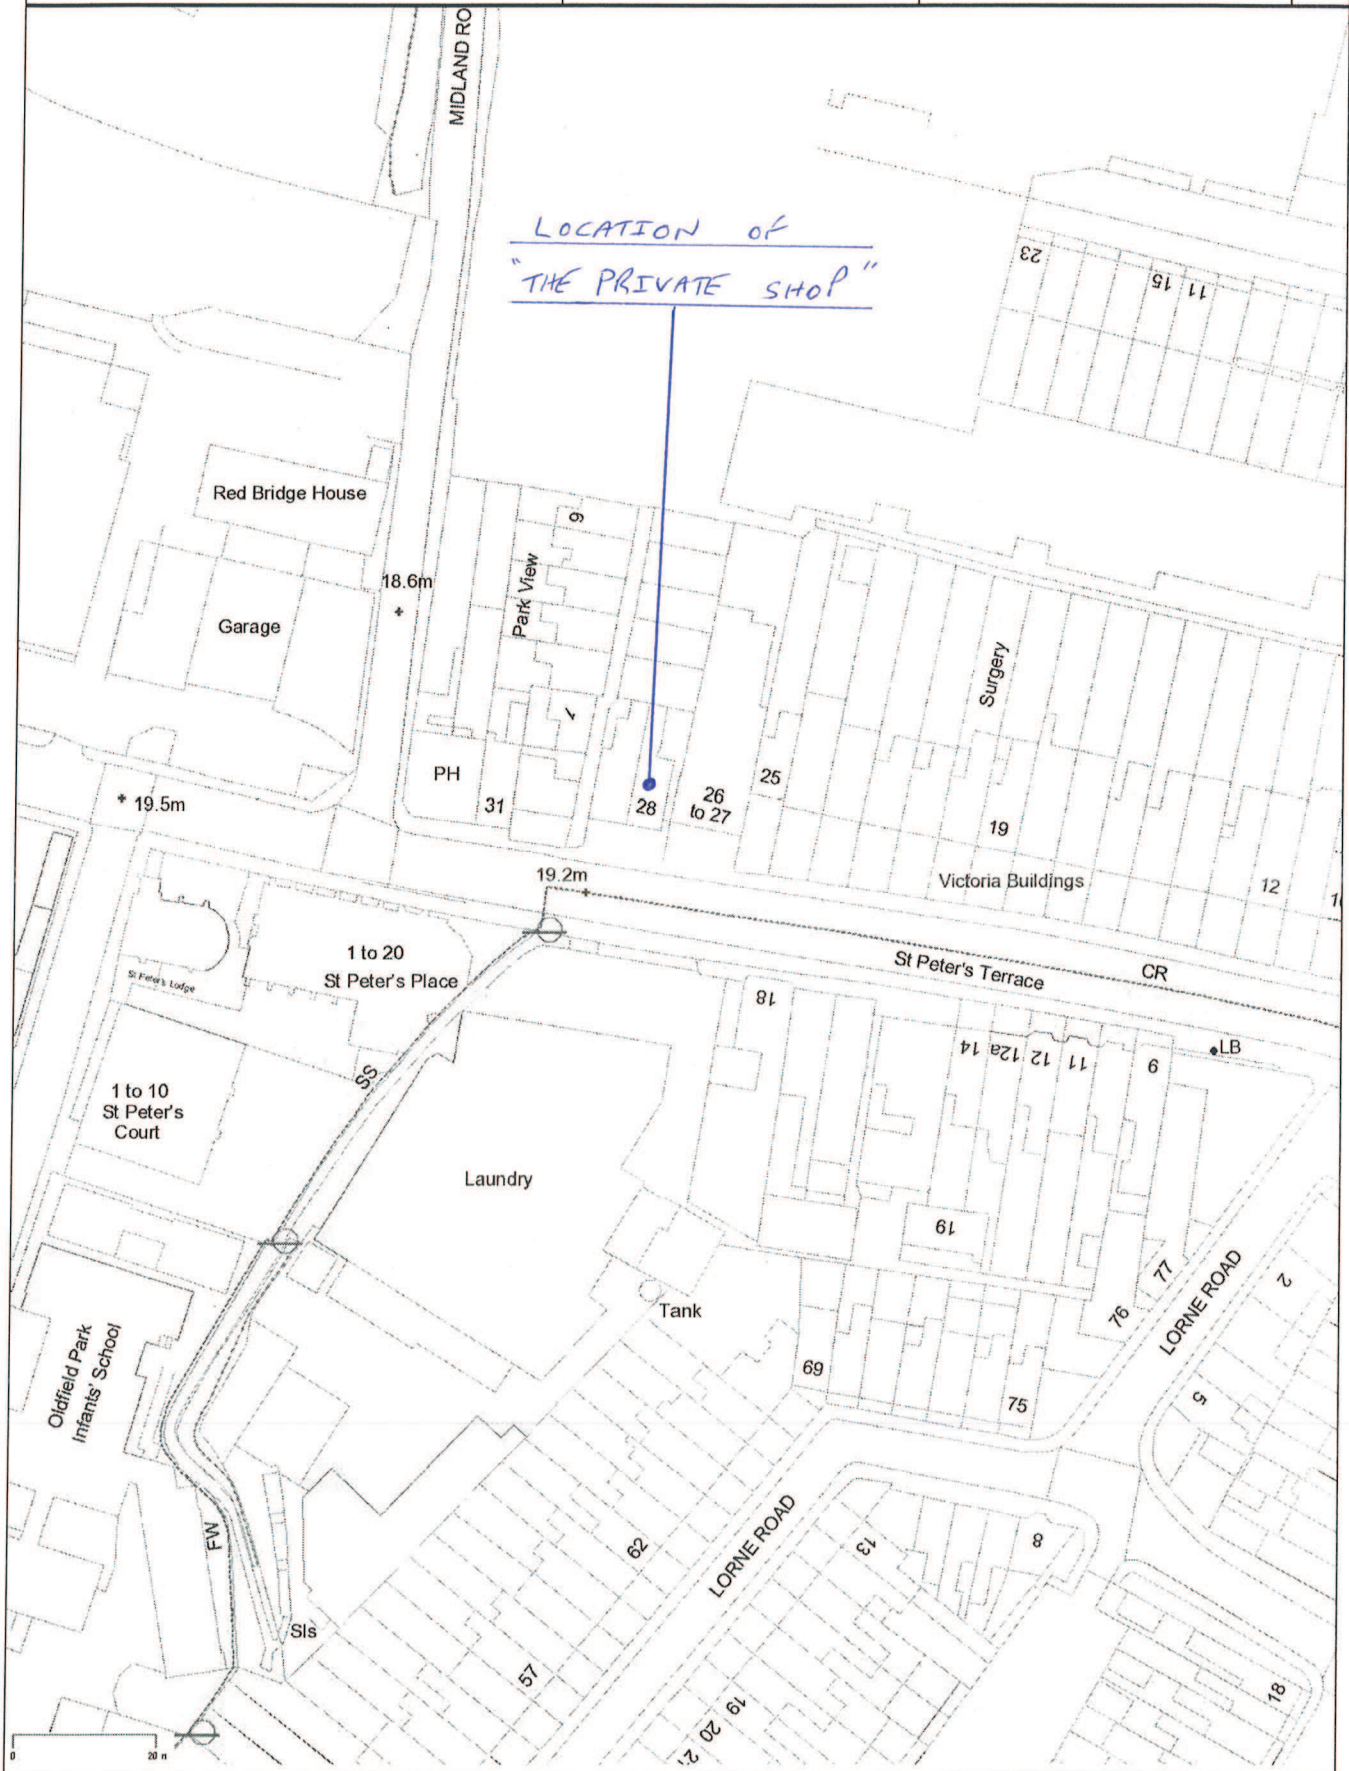 MIDLAND RO
LOCATION OF
"THE PRIVATE SHOP"
23
15
11
Red Bridge House
9
Park View
18.6m
Garage
Surgery
7
PH
31
28
26
to 27
25
19
19.5m
19.2m
Victoria Buildings
12
1 to 20
St Peter's Place
St Peter's Lodge
St Peter's Terrace
CR
18
14
12a
12
11
6
LB
SS
1 to 10
St Peter's
Court
Laundry
19
77
76
LORNE ROAD
2
Tank
Oldfield Park
Infants' School
69
75
5
FW
62
LORNE ROAD
13
8
Sls
57
19
20
18
0
20 m